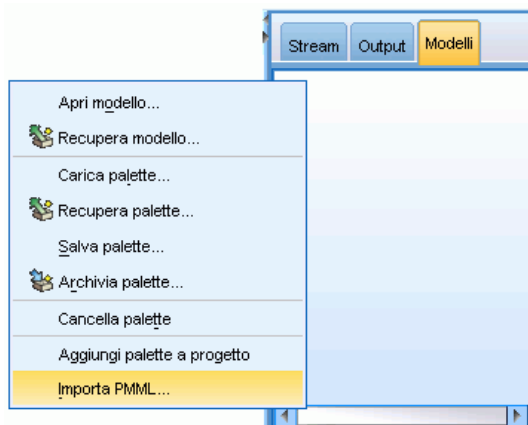 Stream Output Modelli
Apri modello...
Recupera modello...
Carica palette...
Recupera palette...
Salva palette...
Archivia palette...
Cancella palette
Aggiungi palette a progetto
Importa PMML...